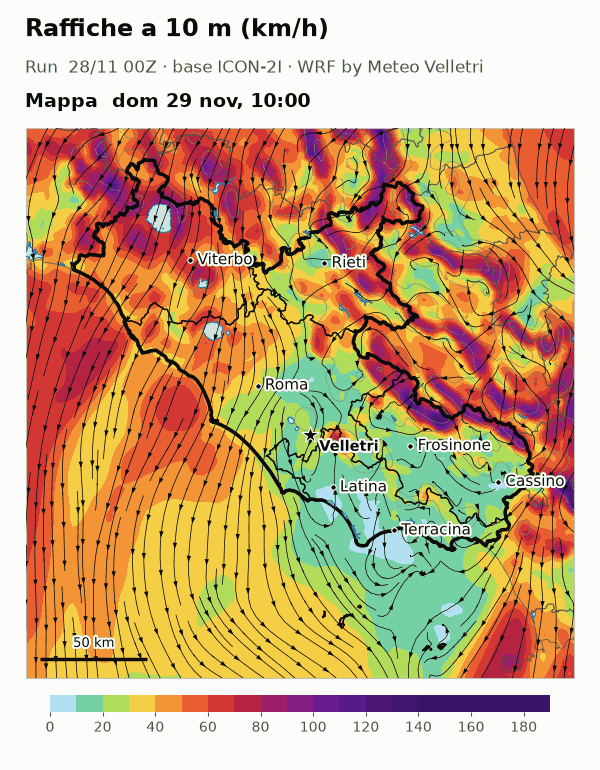 Raffiche a 10 m (km/h)
Run  28/11 00Z · base ICON-2I · WRF by Meteo Velletri
Mappa  dom 29 nov, 10:00
Viterbo
Rieti
Roma
Velletri
Frosinone
Cassino
Latina
Terracina
50 km
0 20 40 60 80 100 120 140 160 180